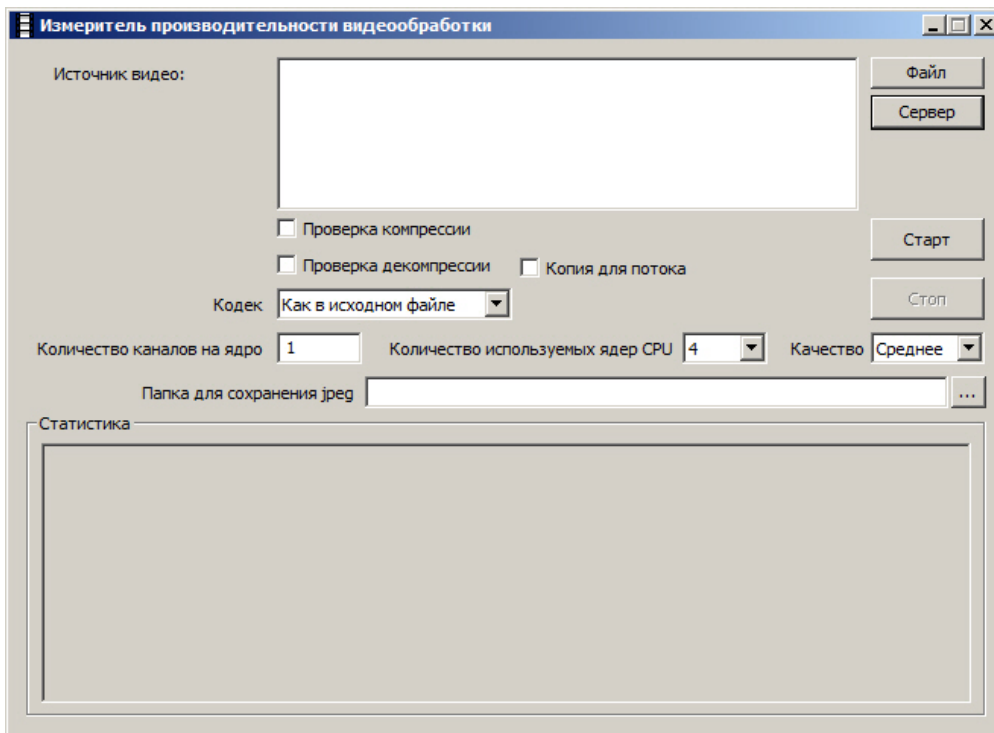 Измеритель производительности видеообработки
Источник видео:
Файл
Сервер
Проверка компрессии
Старт
Проверка декомпрессии
Копия для потока
Кодек
Как в исходном файле
Стоп
Количество каналов на ядро
1
Количество используемых ядер CPU
4
Качество
Среднее
Папка для сохранения jpeg
...
Статистика